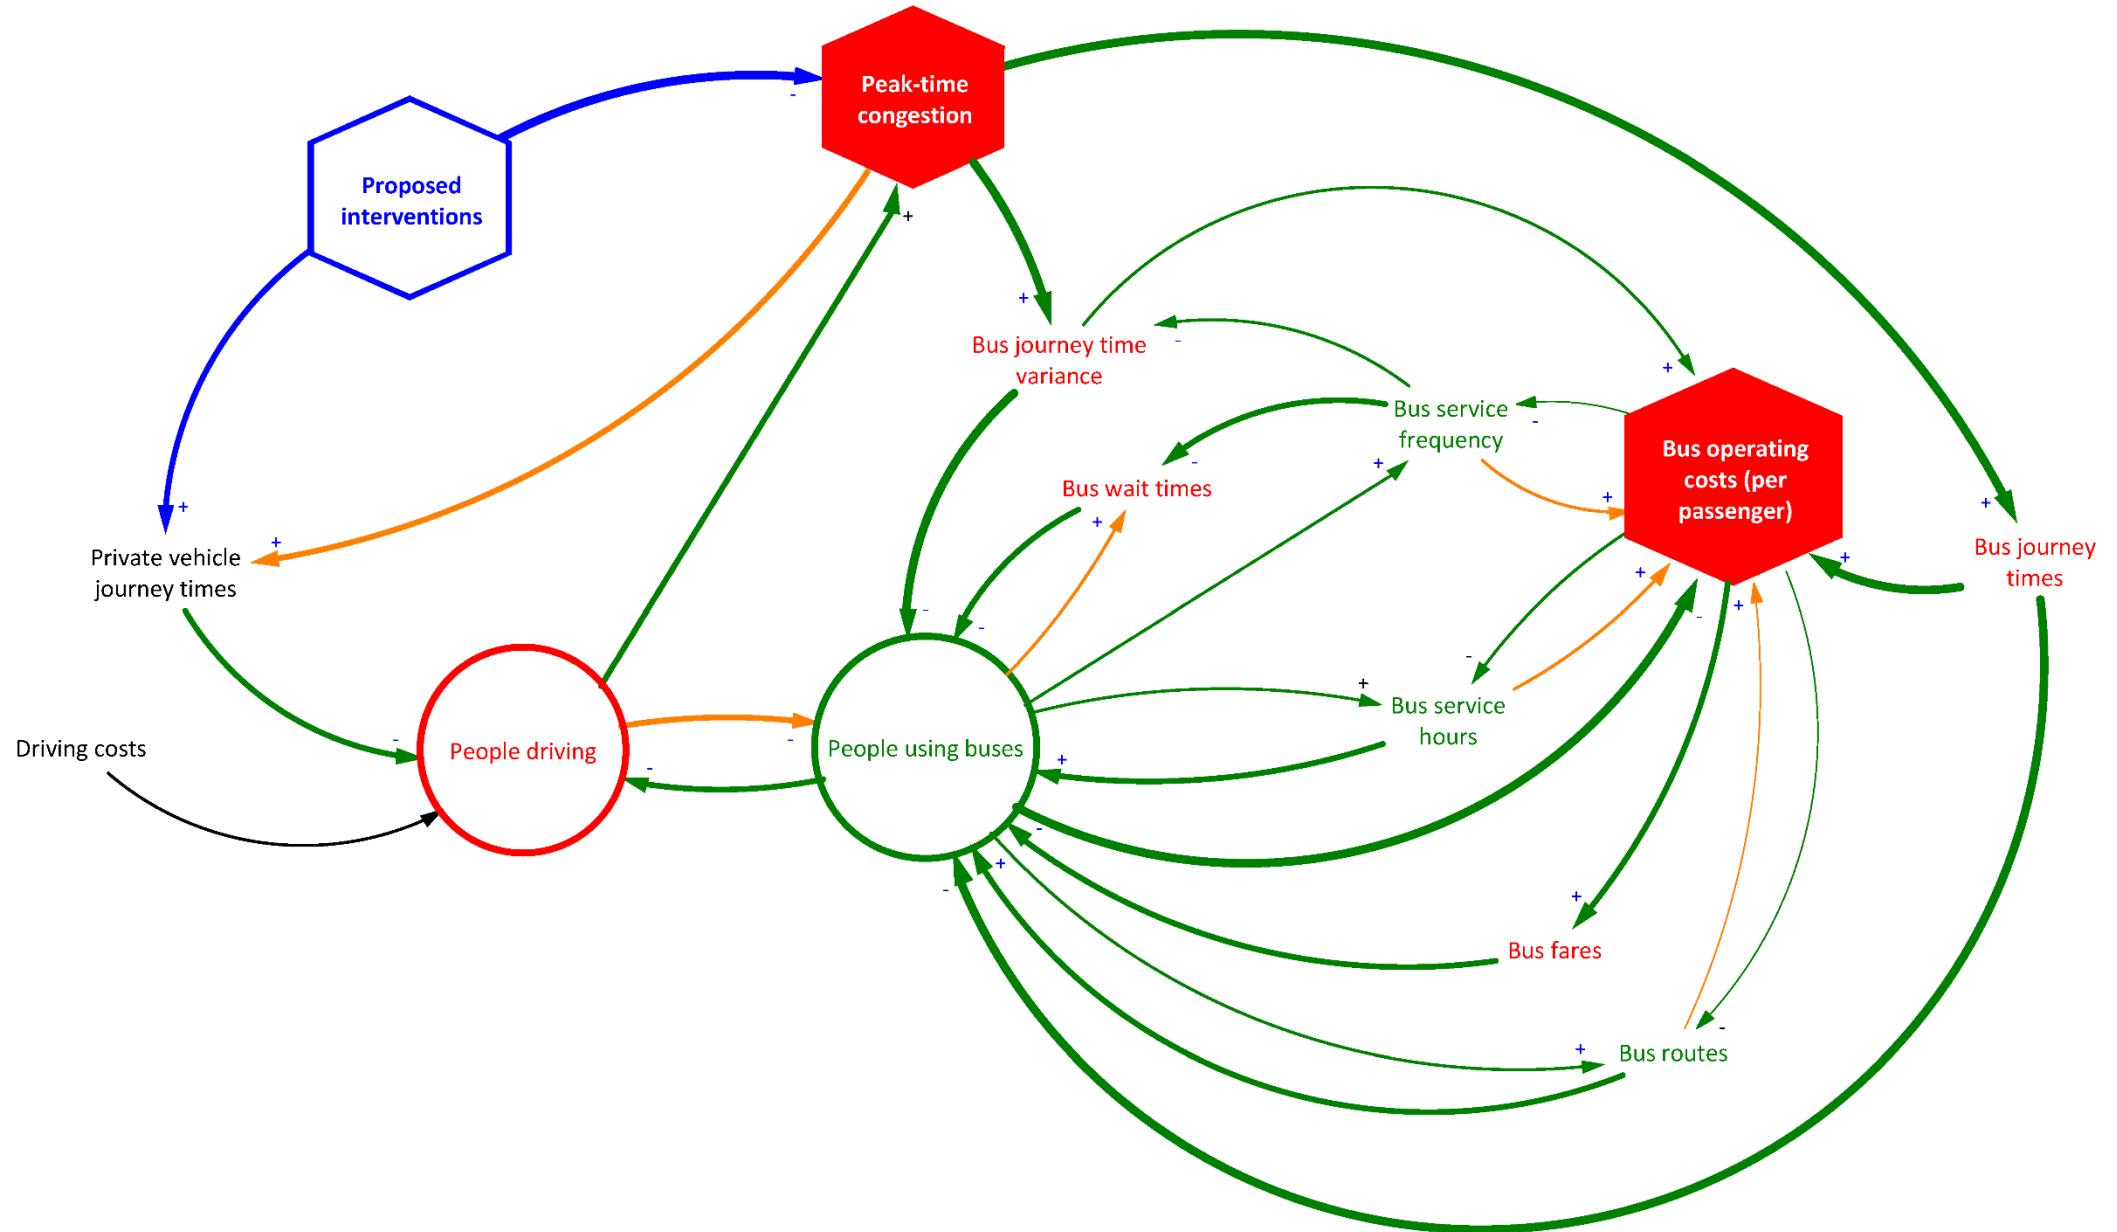 Peak-time
congestion
-
Proposed
interventions
+
+
Bus journey time
variance
-
+
Bus service
frequency
-
-
+
Bus operating
costs (per
passenger)
Bus wait times
+
+
+
+
Bus journey
times
+
+
+
Private vehicle
journey times
+
+
-
-
-
+
-
-
+
Bus service
hours
Driving costs
-
People driving
-
-
People using buses
+
-
+
-
+
Bus fares
+
-
Bus routes